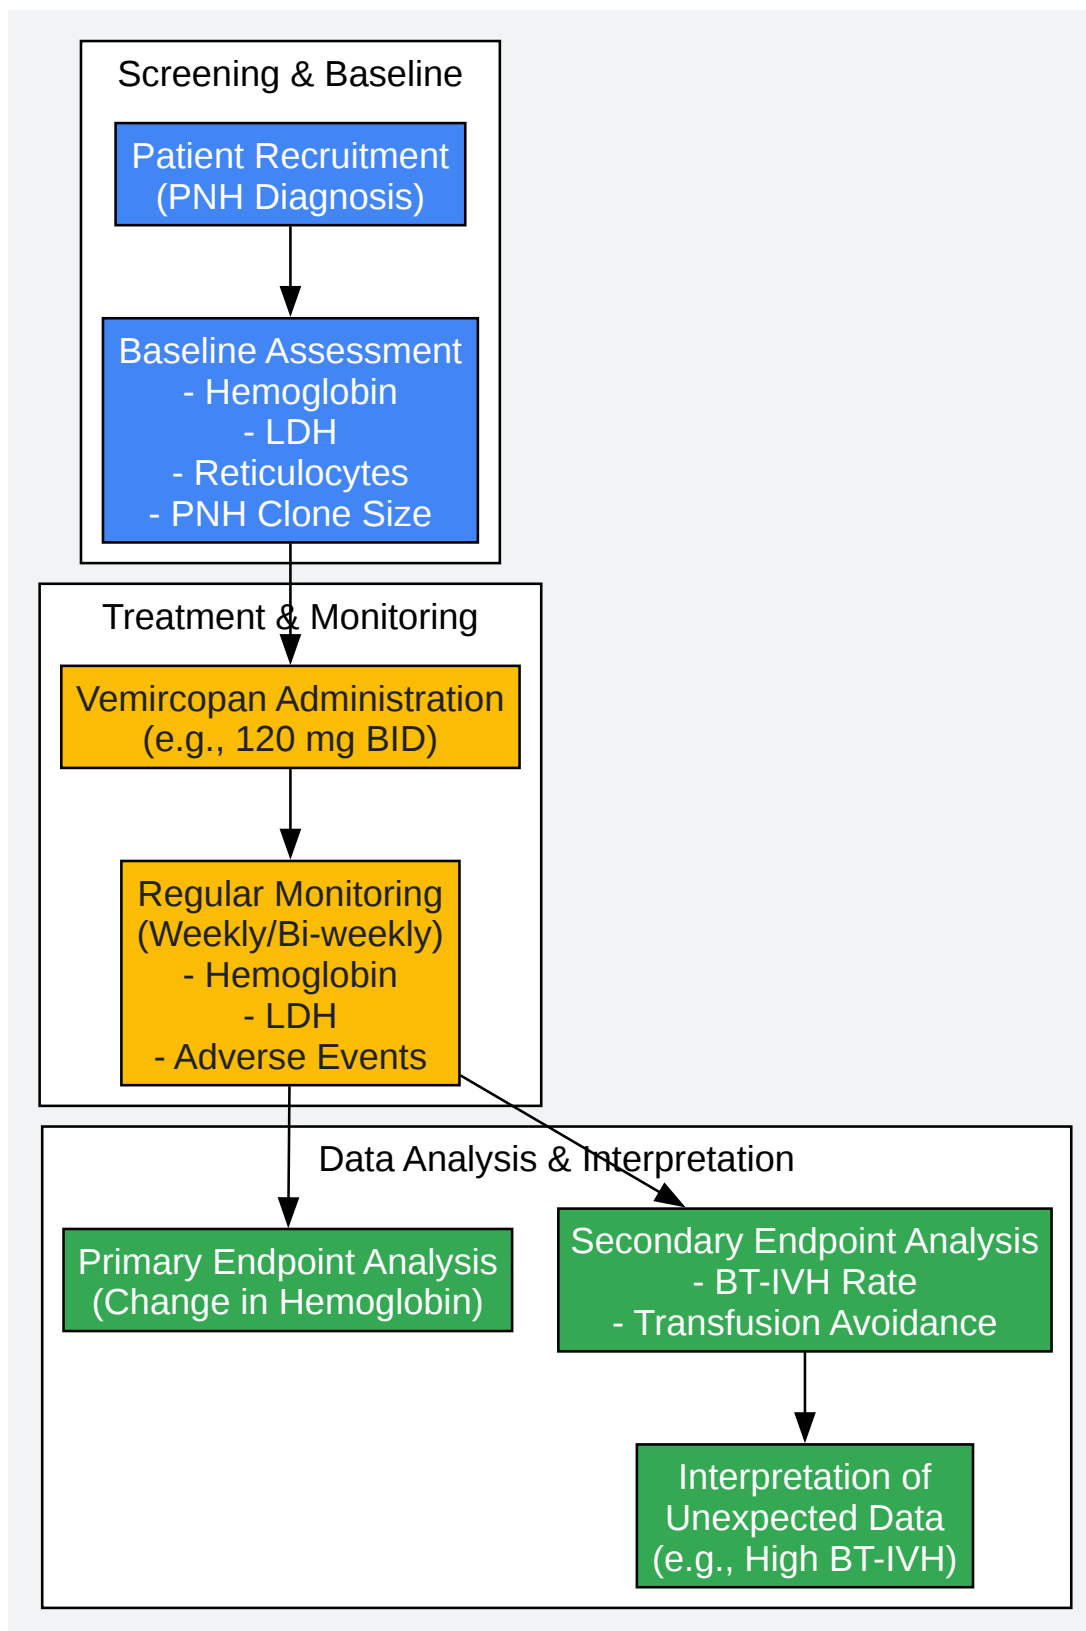 Screening & Baseline
Patient Recruitment
(PNH Diagnosis)
Baseline Assessment
- Hemoglobin
- LDH
- Reticulocytes
- PNH Clone Size
Treatment & Monitoring
Vemircopan Administration
(e.g., 120 mg BID)
Regular Monitoring
(Weekly/Bi-weekly)
- Hemoglobin
- LDH
- Adverse Events
Data Analysis & Interpretation
Primary Endpoint Analysis
(Change in Hemoglobin)
Secondary Endpoint Analysis
- BT-IVH Rate
- Transfusion Avoidance
Interpretation of
Unexpected Data
(e.g., High BT-IVH)